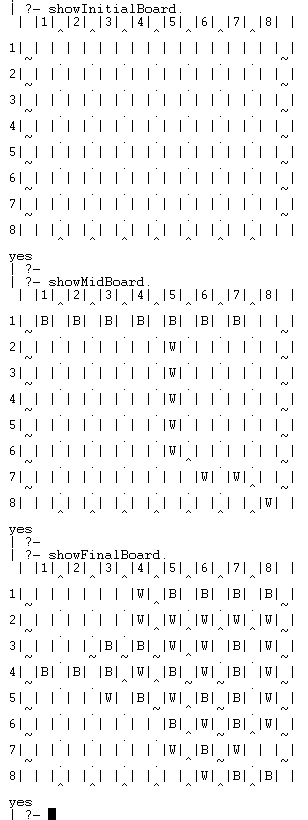 | ?- showInitialBoard.
| |1| |2| |3| |4| |5| |6| |7| |8|
^ ^ ^ ^ ^ ^ ^
1| | | | | | | | | | | | | | | | |
~ . . . . . . . ~
2| | | | | | | | | | | | | | | | |
~ . . . . . . . ~
3| | | | | | | | | | | | | | | | |
~ . . . . . . . ~
4| | | | | | | | | | | | | | | | |
~ . . . . . . . ~
5| | | | | | | | | | | | | | | | |
~ . . . . . . . ~
6| | | | | | | | | | | | | | | | |
~ . . . . . . . ~
7| | | | | | | | | | | | | | | | |
~ . . . . . . . ~
8| | | | | | | | | | | | | | | | |
^ ^ ^ ^ ^ ^ ^
yes
| ?-
| ?- showMidBoard.
| |1| |2| |3| |4| |5| |6| |7| |8|
^ ^ ^ ^ ^ ^ ^
1| |B| |B| |B| |B| |B| |B| |B| | |
~ . . . . . . . ~
2| | | | | | | | | |W| | | | | | |
~ . . . . . . . ~
3| | | | | | | | | |W| | | | | | |
~ . . . . . . . ~
4| | | | | | | | | |W| | | | | | |
~ . . . . . . . ~
5| | | | | | | | | |W| | | | | | |
~ . . . . . . . ~
6| | | | | | | | | |W| | | | | | |
~ . . . . ^ . . ~
7| | | | | | | | | | | |W| |W| | |
~ . . . . . . ^ ~
8| | | | | | | | | | | | | | | |W|
^ ^ ^ ^ ^ ^ ^
yes
| ?-
| ?- showFinalBoard.
| |1| |2| |3| |4| |5| |6| |7| |8|
^ ^ ^ ^ ^ ^ ^
1| | | | | | | |W| |B| |B| |B| |B|
~ . . . ^ . . . ~
2| | | | | | | |W| |W| |W| |W| |W|
~ . . . ^ . . ^ ~
3| | | | | |B| |B| |W| |W| |B| |W|
~ . ~ ~ ~ ^ . ^ ~
4| |B| |B| |B| |W| |B| |W| |B| |W|
~ . . . ^ ~ ~ ^ ~
5| | | | | |W| |B| |W| |B| |B| |W|
~ . . . ~ ^ ~ . ~
6| | | | | | | | | |B| |W| |B| |W|
~ . . . . ^ ~ . ~
7| | | | | | | | | |W| |B| |W| | |
~ . . . . ^ . ^ ~
8| | | | | | | | | | | |W| |B| |B|
^ ^ ^ ^ ^ ^ ^
yes
| ?-